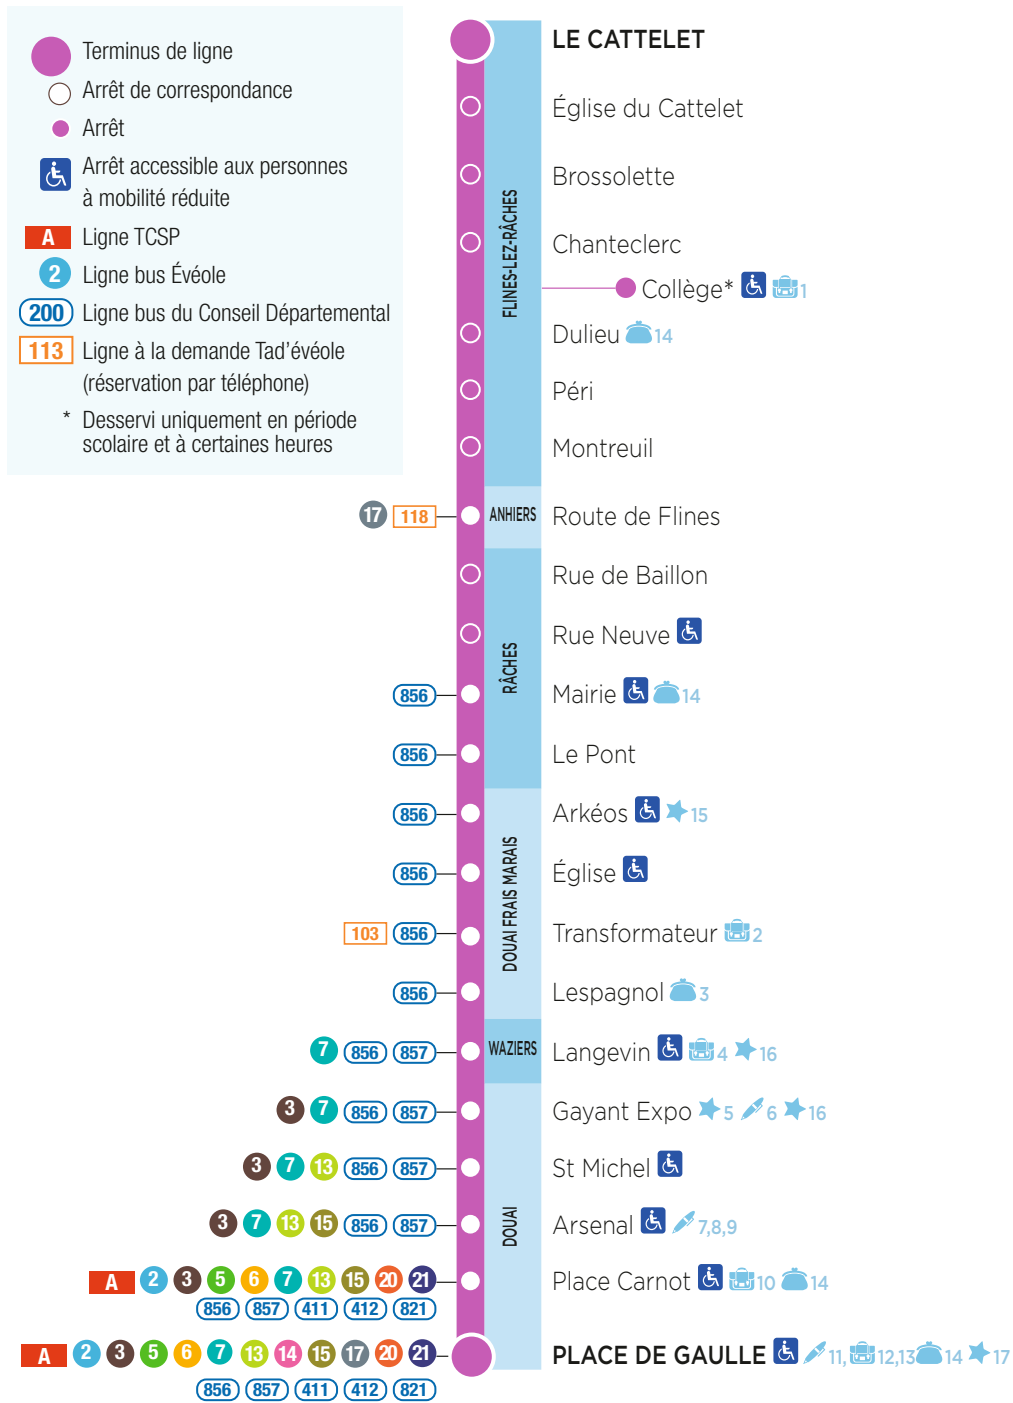 Terminus de ligne
Arrêt de correspondance
Arrêt
Arrêt accessible aux personnes
à mobilité réduite
A Ligne TCSP
2 Ligne bus Évéole
200 Ligne bus du Conseil Départemental
113 Ligne à la demande Tad'évéole
(réservation par téléphone)
* Desservi uniquement en période
scolaire et à certaines heures
LE CATTELET
Église du Cattelet
Brossolette
Chanteclerc
FLINES-LEZ-RÂCHES
Collège* 1
Dulieu 14
Péri
Montreuil
17 118 ANHIERS Route de Flines
Rue de Baillon
Rue Neuve
RÂCHES
856 Mairie 14
856 Le Pont
856 Arkéos 15
856 Église
DOUAI FRAIS MARAIS
103 856 Transformateur 2
856 Lespagnol 3
7 856 857 WAZIERS Langevin 4 16
3 7 856 857 Gayant Expo 5 6 16
3 7 13 856 857 St Michel
3 7 13 15 856 857 Arsenal 7,8,9
DOUAI
A 2 3 5 6 7 13 15 20 21 Place Carnot 10 14
856 857 411 412 821
A 2 3 5 6 7 13 14 15 17 20 21 PLACE DE GAULLE 11, 12,13 14 17
856 857 411 412 821